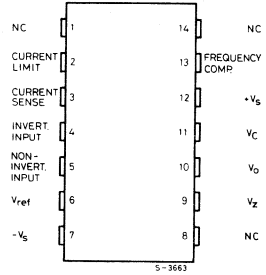 NC 1 14 NC
CURRENT LIMIT 2 13 FREQUENCY COMP.
CURRENT SENSE 3 12 +Vs
INVERT. INPUT 4 11 VC
NON-INVERT. INPUT 5 10 Vo
Vref 6 9 Vz
-Vs 7 8 NC
S-3663